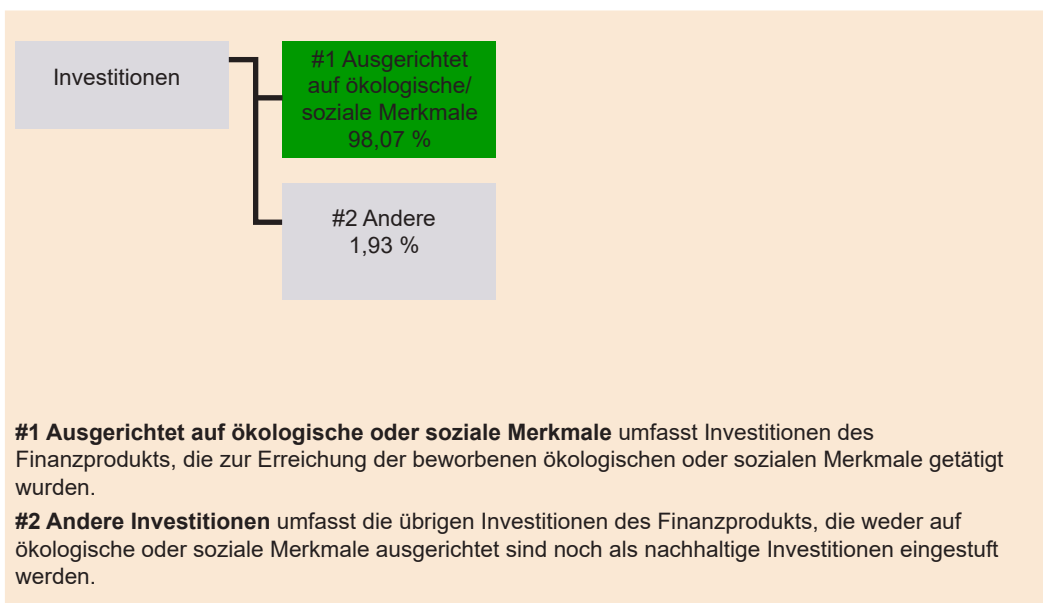 Investitionen
#1 Ausgerichtet
auf ökologische/
soziale Merkmale
98,07 %
#2 Andere
1,93 %
#1 Ausgerichtet auf ökologische oder soziale Merkmale umfasst Investitionen des
Finanzprodukts, die zur Erreichung der beworbenen ökologischen oder sozialen Merkmale getätigt
wurden.
#2 Andere Investitionen umfasst die übrigen Investitionen des Finanzprodukts, die weder auf
ökologische oder soziale Merkmale ausgerichtet sind noch als nachhaltige Investitionen eingestuft
werden.